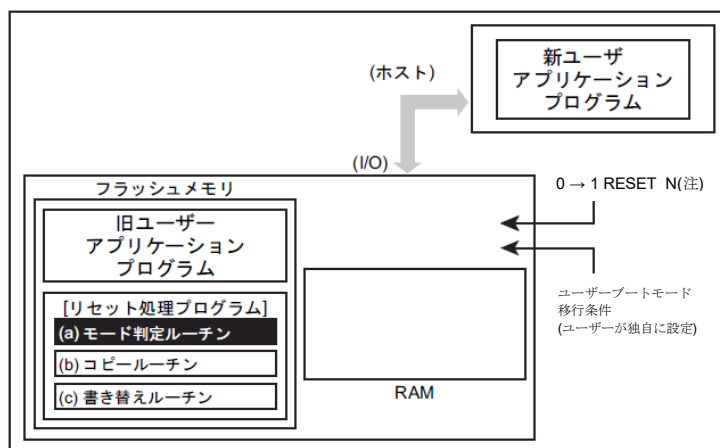 新ユーザ
アプリケーション
プログラム
(ホスト)
(I/O)
フラッシュメモリ
0 → 1 RESET N(注)
旧ユーザー
アプリケーション
プログラム
ユーザーブートモード
移行条件
(ユーザーが独自に設定)
[リセット処理プログラム]
(a) モード判定ルーチン
(b) コピールーチン
(c) 書き替えルーチン
RAM